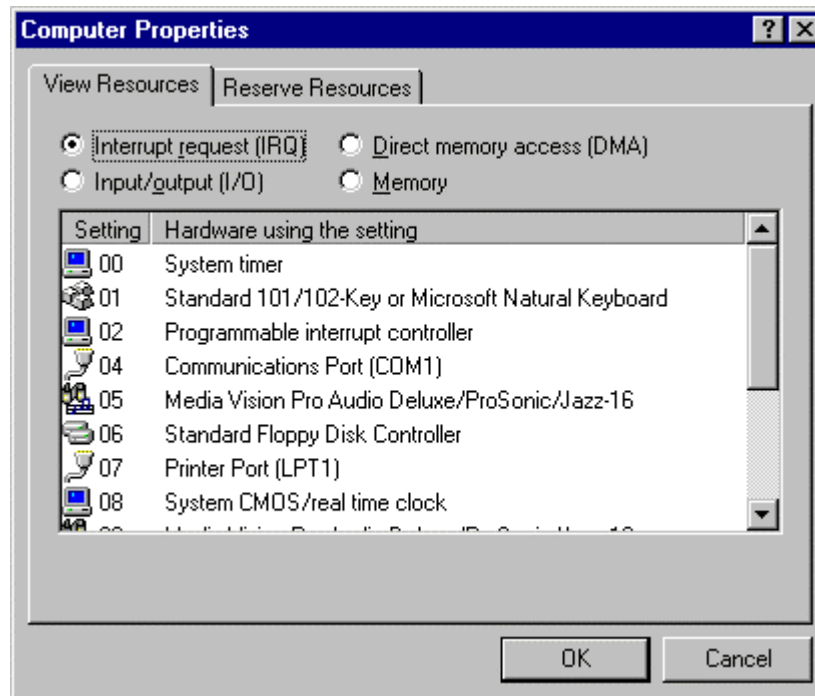 Computer Properties
View Resources Reserve Resources
Interrupt request (IRQ) Direct memory access (DMA)
Input/output (I/O) Memory
Setting Hardware using the setting
00 System timer
01 Standard 101/102-Key or Microsoft Natural Keyboard
02 Programmable interrupt controller
04 Communications Port (COM1)
05 Media Vision Pro Audio Deluxe/ProSonic/Jazz-16
06 Standard Floppy Disk Controller
07 Printer Port (LPT1)
08 System CMOS/real time clock
OK Cancel